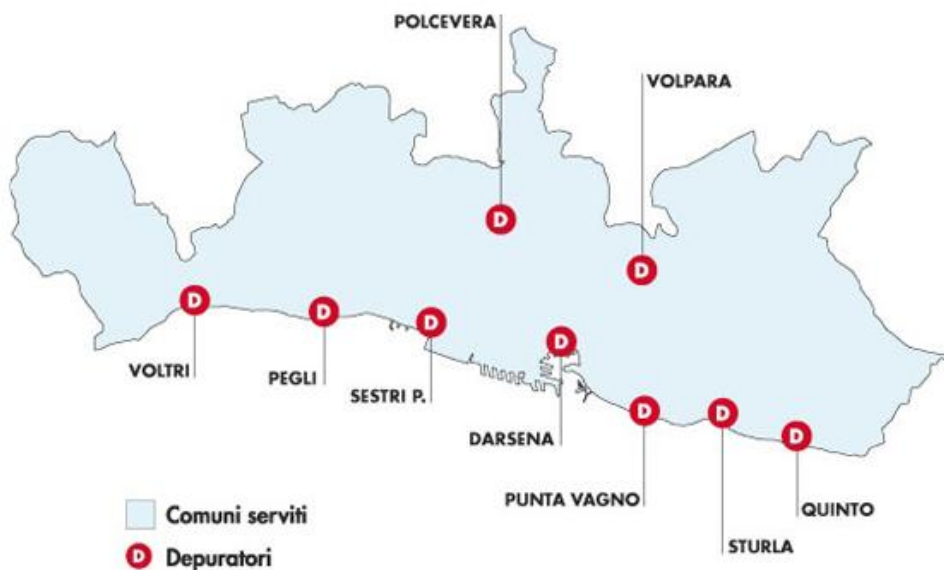 POLCEVERA
VOLPARA
D
D
D
D
D
D
D
D
D
VOLTRI
PEGLI
SESTRI P.
DARSENA
PUNTA VAGNO
QUINTO
STURLA
Comuni serviti
D Depuratori